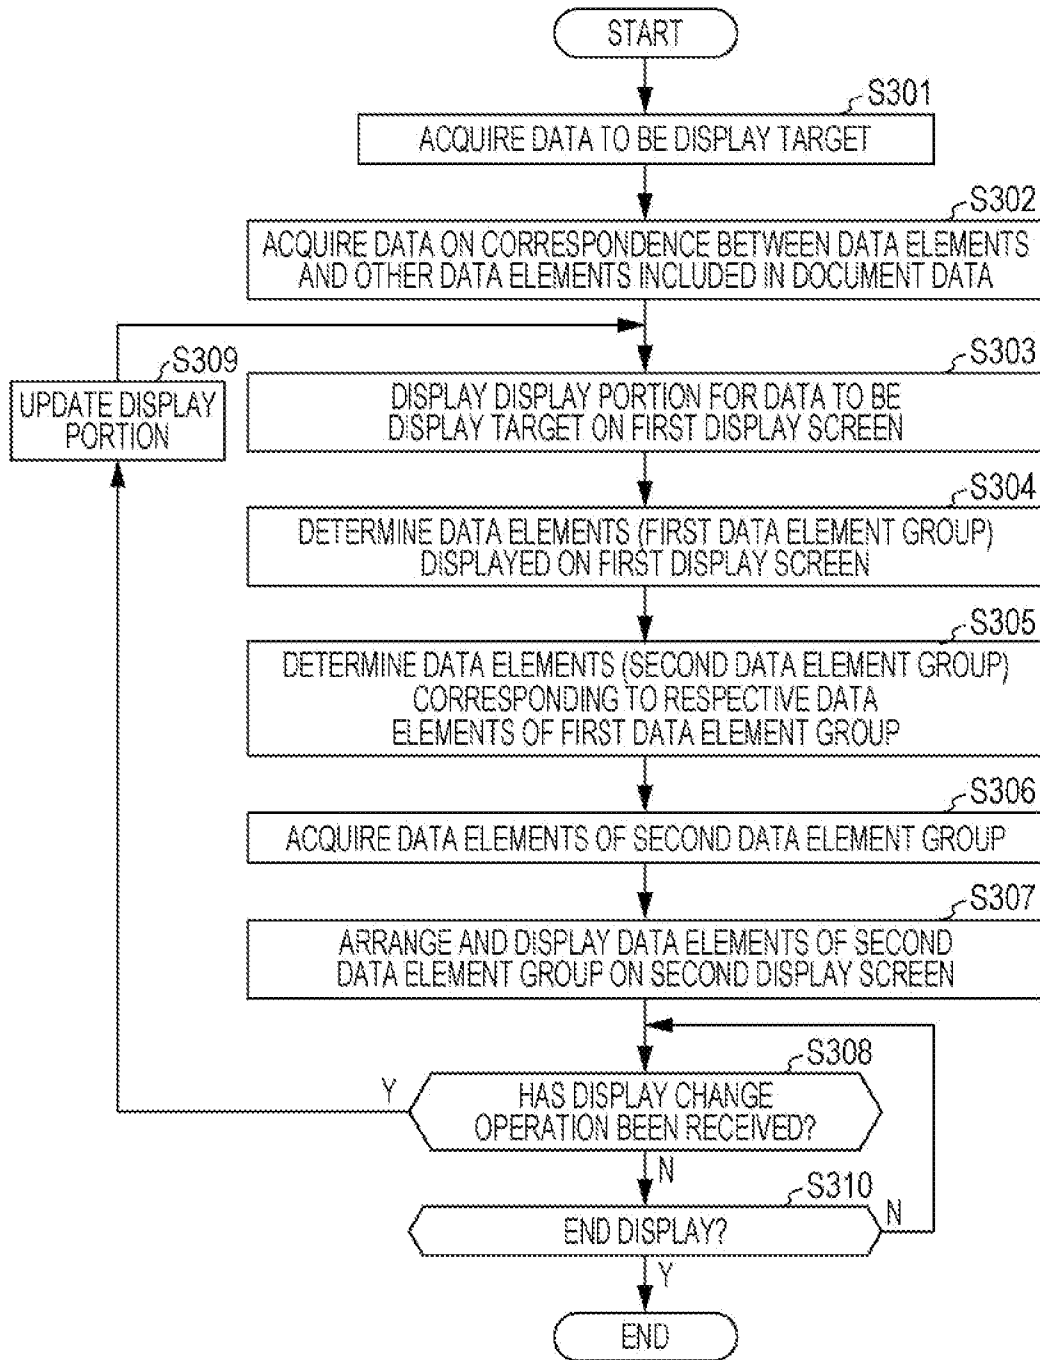 START
S301
ACQUIRE DATA TO BE DISPLAY TARGET
S302
ACQUIRE DATA ON CORRESPONDENCE BETWEEN DATA ELEMENTS
AND OTHER DATA ELEMENTS INCLUDED IN DOCUMENT DATA
S309
UPDATE DISPLAY
PORTION
S303
DISPLAY DISPLAY PORTION FOR DATA TO BE
DISPLAY TARGET ON FIRST DISPLAY SCREEN
S304
DETERMINE DATA ELEMENTS (FIRST DATA ELEMENT GROUP)
DISPLAYED ON FIRST DISPLAY SCREEN
S305
DETERMINE DATA ELEMENTS (SECOND DATA ELEMENT GROUP)
CORRESPONDING TO RESPECTIVE DATA
ELEMENTS OF FIRST DATA ELEMENT GROUP
S306
ACQUIRE DATA ELEMENTS OF SECOND DATA ELEMENT GROUP
S307
ARRANGE AND DISPLAY DATA ELEMENTS OF SECOND
DATA ELEMENT GROUP ON SECOND DISPLAY SCREEN
S308
Y
HAS DISPLAY CHANGE
OPERATION BEEN RECEIVED?
N
S310
END DISPLAY?
N
Y
END